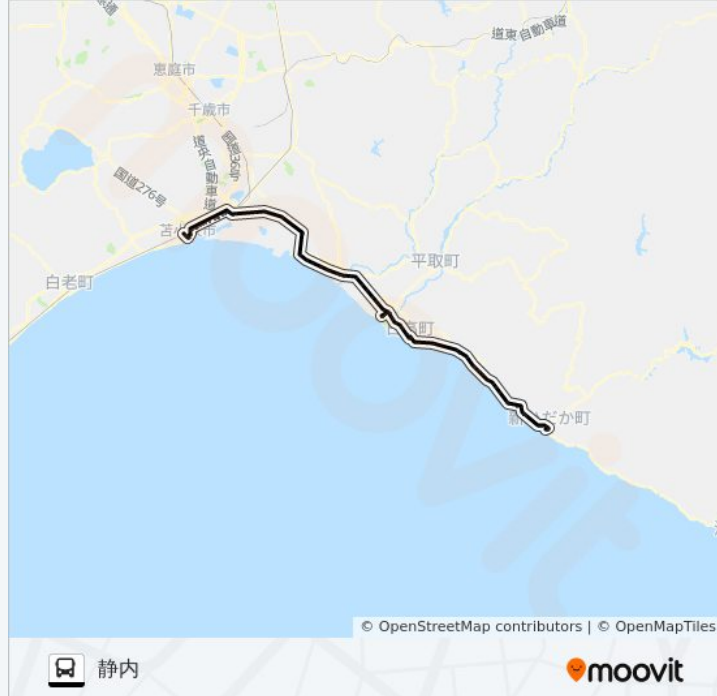 道東自動車道
恵庭市
千歳市
道央自動車道
国道36号
国道276号
苫小牧市
平取町
白老町
日高町
新ひだか町
moovit
© OpenStreetMap contributors | © OpenMapTiles
静内
moovit